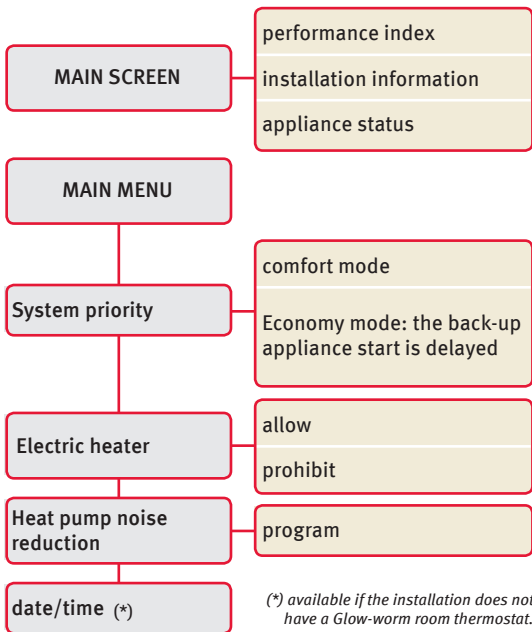 MAIN SCREEN
performance index
installation information
appliance status
MAIN MENU
System priority
comfort mode
Economy mode: the back-up
appliance start is delayed
Electric heater
allow
prohibit
Heat pump noise
reduction
program
date/time (*)
(*) available if the installation does not
have a Glow-worm room thermostat.